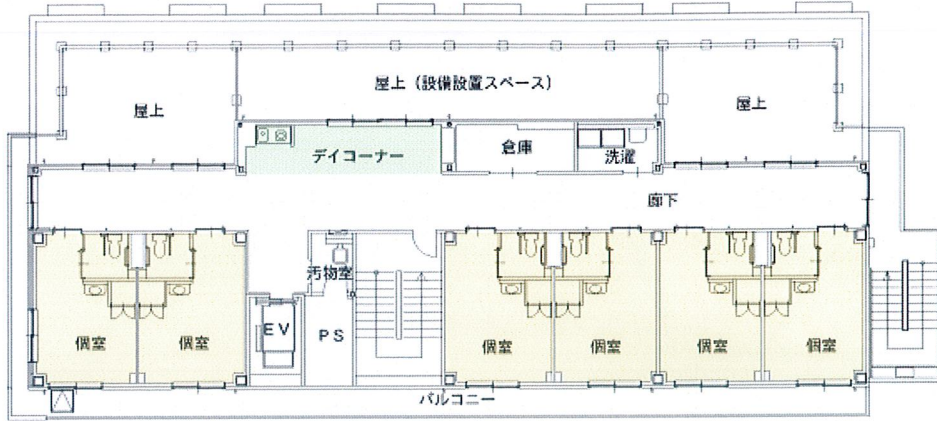 屋上
屋上（設備設置スペース）
屋上
デイコーナー
倉庫
洗濯
廊下
汚物室
個室
個室
EV
PS
個室
個室
個室
個室
バルコニー